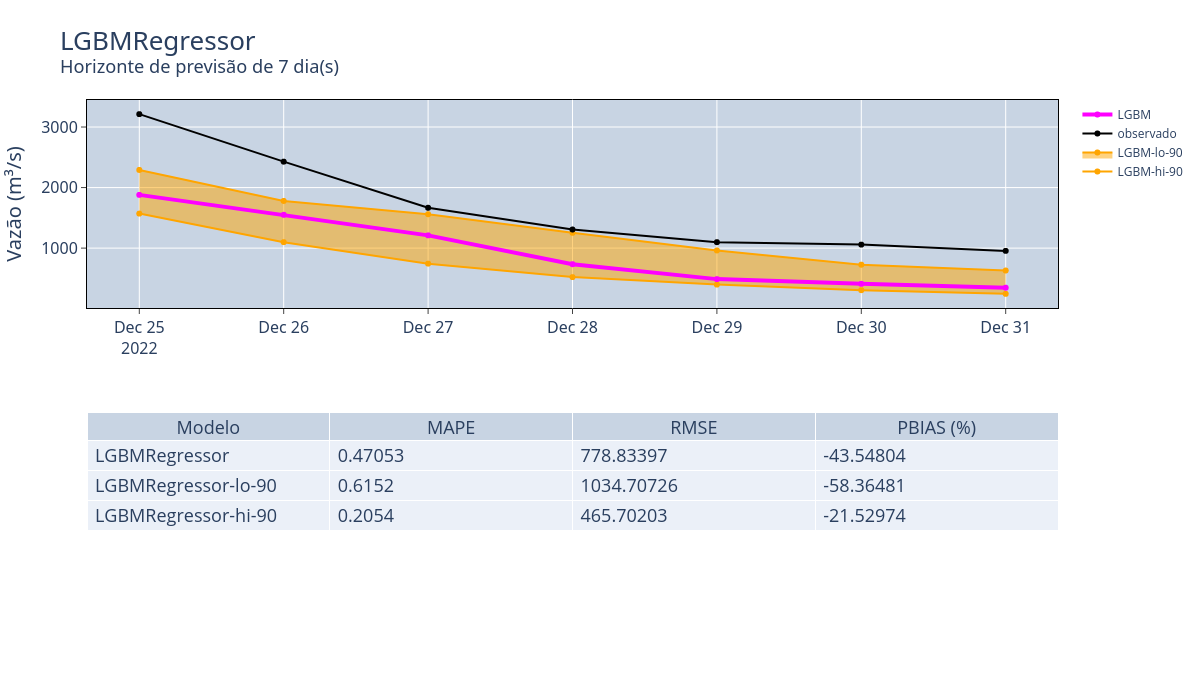 LGBMRegressor
Horizonte de previsão de 7 dia(s)
Vazão (m³/s)
3000
2000
1000
Dec 25
2022
Dec 26
Dec 27
Dec 28
Dec 29
Dec 30
Dec 31
LGBM
observado
LGBM-lo-90
LGBM-hi-90
Modelo MAPE RMSE PBIAS (%)
LGBMRegressor 0.47053 778.83397 -43.54804
LGBMRegressor-lo-90 0.6152 1034.70726 -58.36481
LGBMRegressor-hi-90 0.2054 465.70203 -21.52974